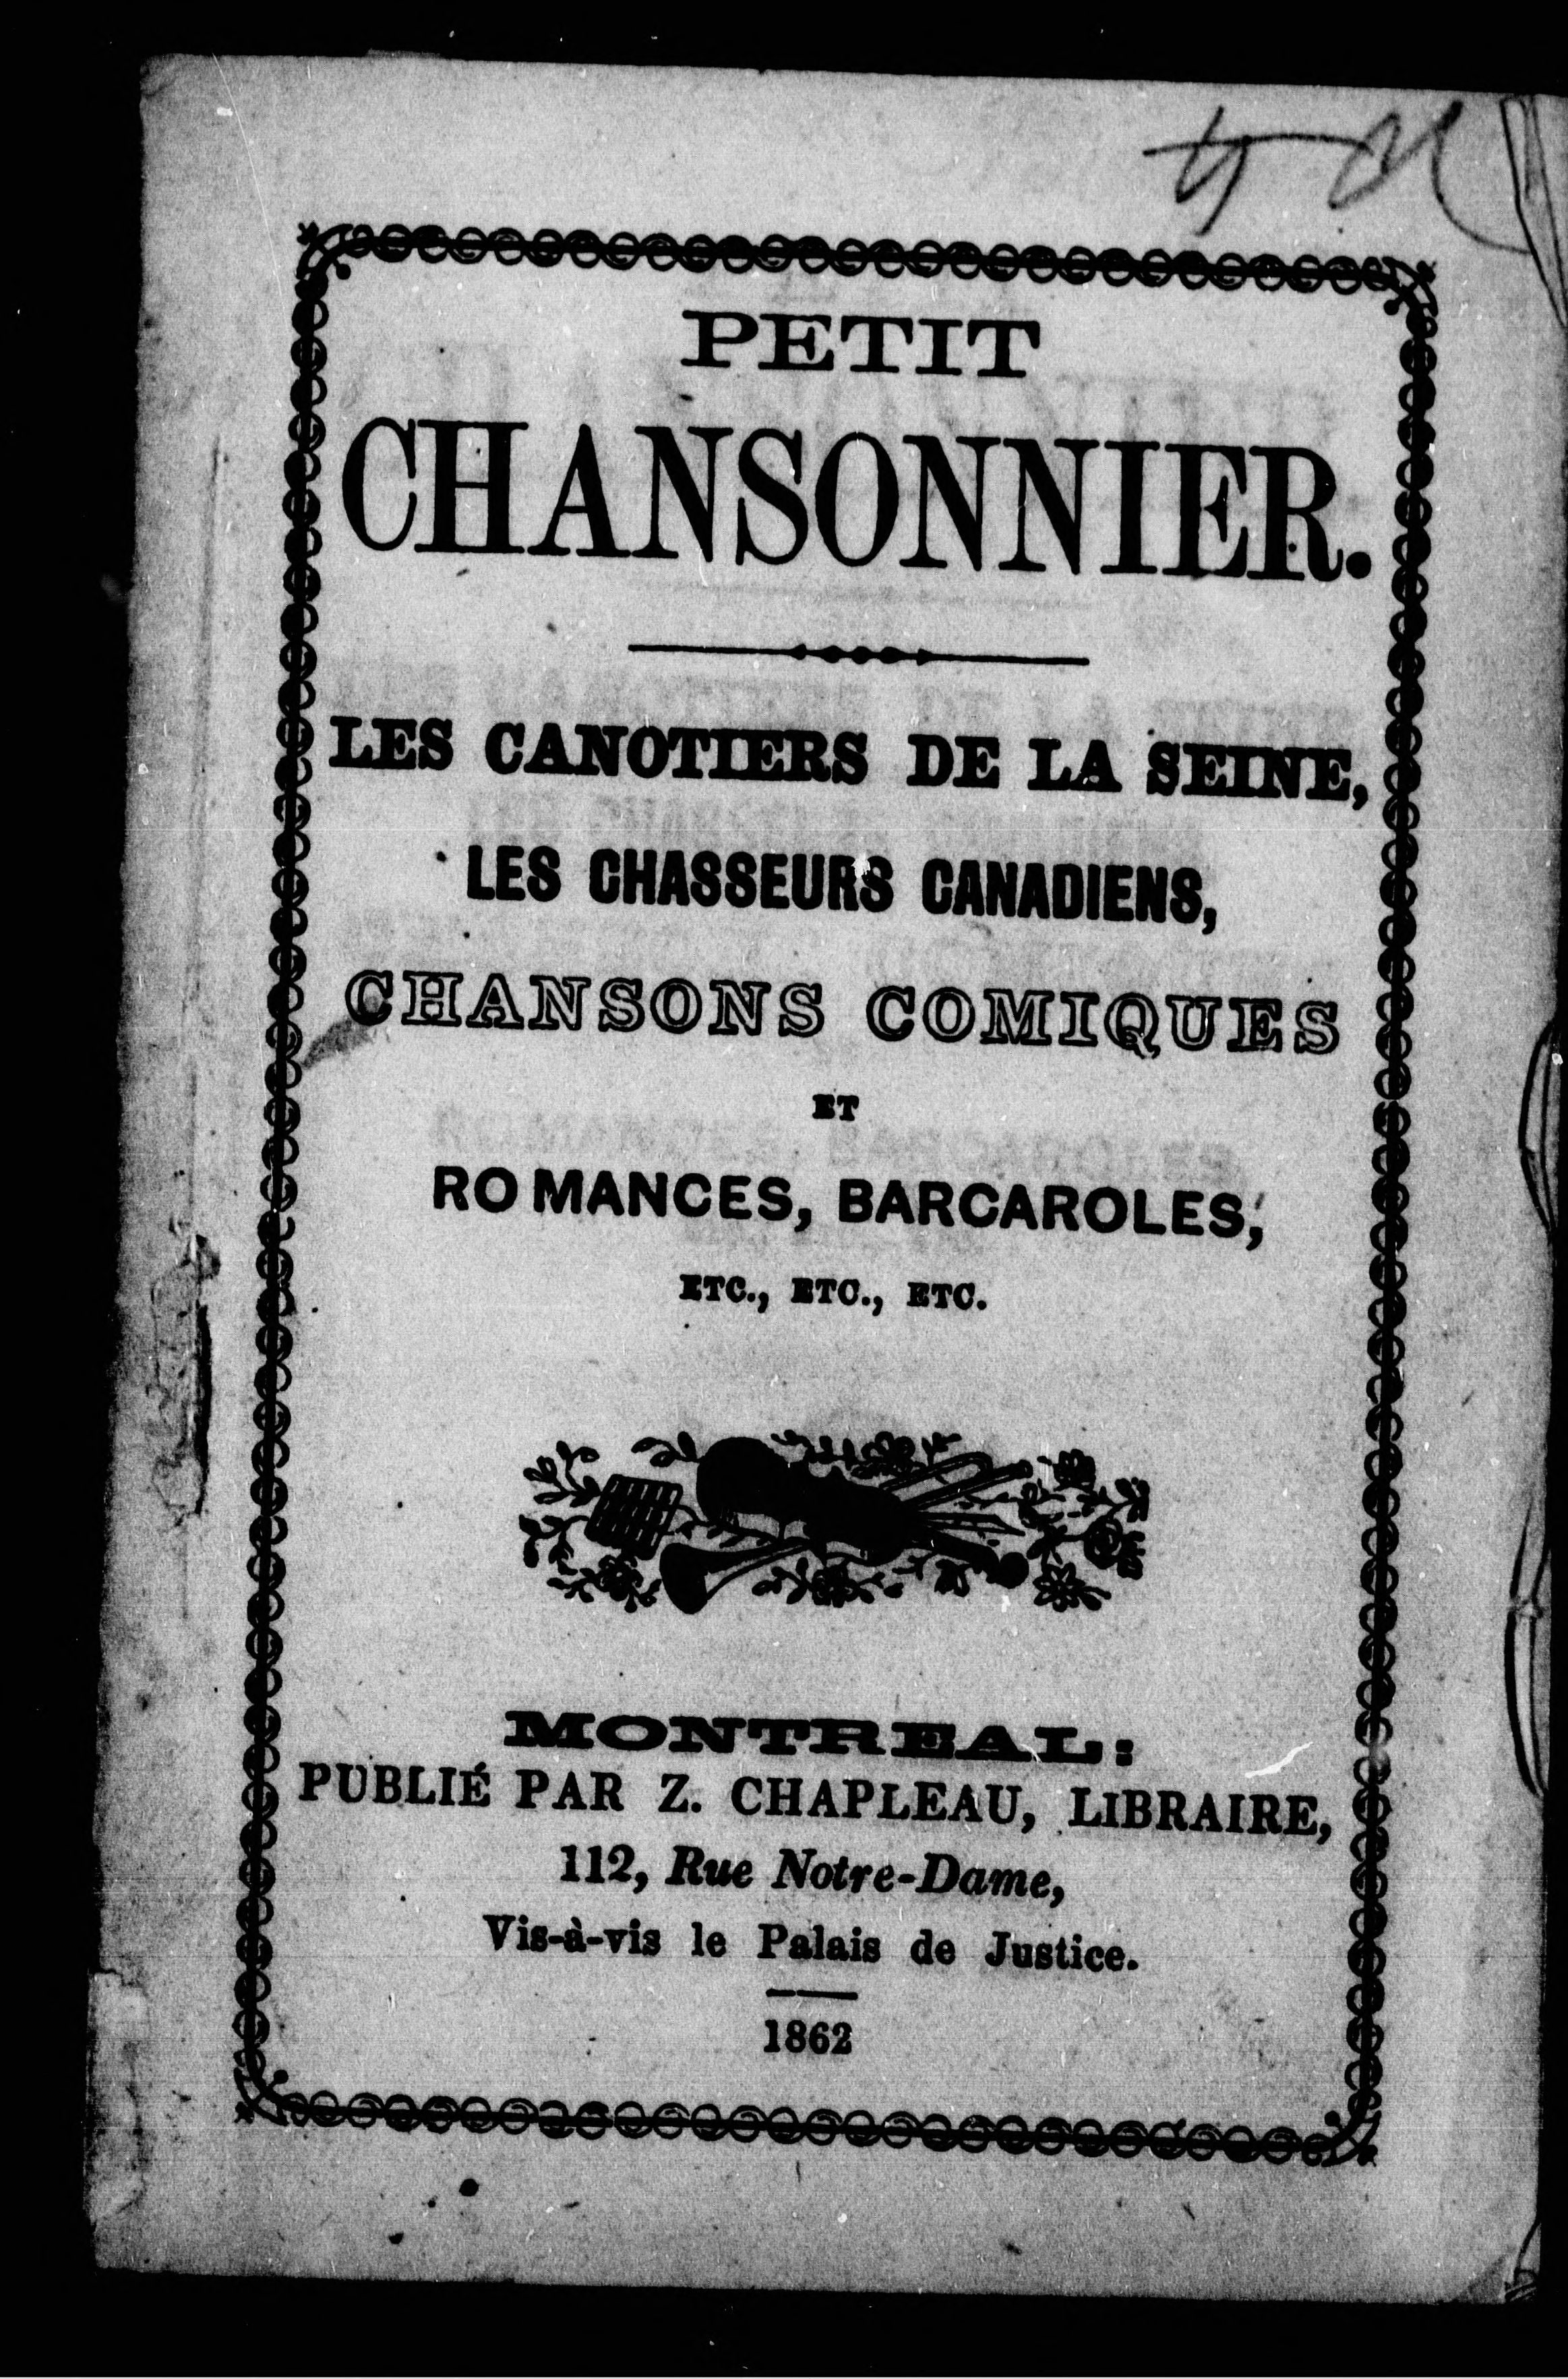 PETIT
CHANSONNIER.
LES CANOTIERS DE LA SEINE,
LES CHASSEURS CANADIENS,
CHANSONS COMIQUES
ET
ROMANCES, BARCAROLES,
ETC., ETC., ETC.
MONTREAL:
PUBLIÉ PAR Z. CHAPLEAU, LIBRAIRE,
112, Rue Notre-Dame,
Vis-à-vis le Palais de Justice.
1862